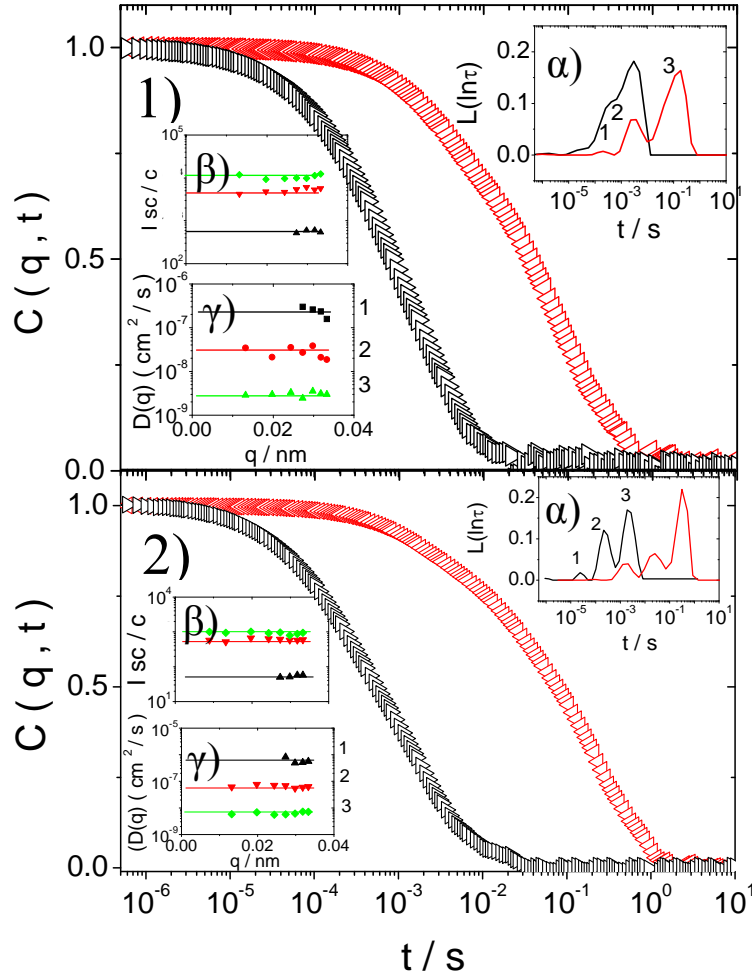 1.0
0.5
0.0
C ( q , t )
1)
α)
L(lnτ)
0.2
0.1
0.0
1
2
3
10⁻⁵ 10⁻³ 10⁻¹ 10¹
t / s
β)
I sc / c
10⁵
10²
γ)
D(q) ( cm² / s )
10⁻⁶
10⁻⁷
10⁻⁸
10⁻⁹
1
2
3
0.00 0.02 0.04
q / nm
1.0
0.5
0.0
C ( q , t )
2)
α)
L(lnτ)
0.2
0.1
0.0
1
2
3
10⁻⁵ 10⁻³ 10⁻¹ 10¹
t / s
β)
I sc / c
10⁴
10¹
γ)
(D(q) ( cm² / s )
10⁻⁵
10⁻⁷
10⁻⁹
1
2
3
0.00 0.02 0.04
q / nm
10⁻⁶ 10⁻⁵ 10⁻⁴ 10⁻³ 10⁻² 10⁻¹ 10⁰ 10¹
t / s